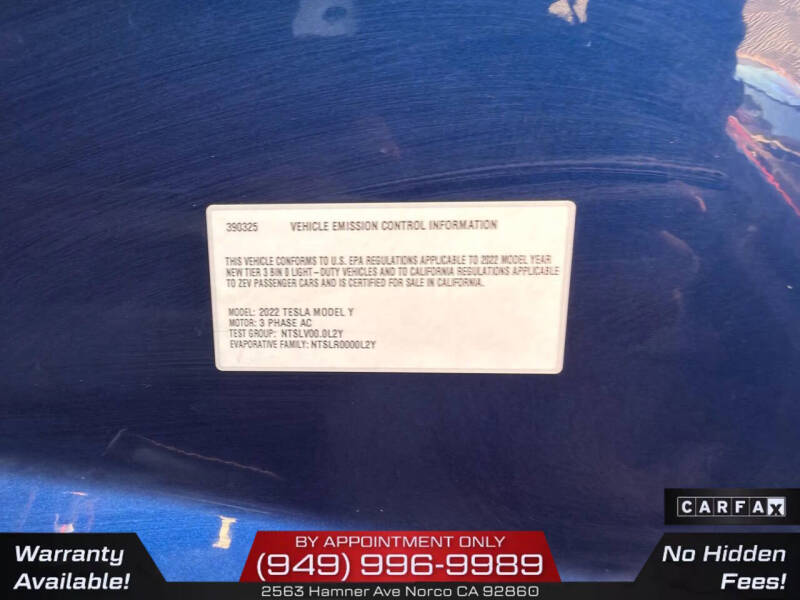 390325 VEHICLE EMISSION CONTROL INFORMATION
THIS VEHICLE CONFORMS TO U.S. EPA REGULATIONS APPLICABLE TO 2022 MODEL YEAR
NEW TIER 3 BIN 0 LIGHT-DUTY VEHICLES AND TO CALIFORNIA REGULATIONS APPLICABLE
TO ZEV PASSENGER CARS AND IS CERTIFIED FOR SALE IN CALIFORNIA.
MODEL: 2022 TESLA MODEL Y
MOTOR: 3 PHASE AC
TEST GROUP: NTSLV00.0L2Y
EVAPORATIVE FAMILY: NTSLR0000L2Y
CARFAX
Warranty
Available!
BY APPOINTMENT ONLY
(949) 996-9989
2563 Hamner Ave Norco CA 92860
No Hidden
Fees!